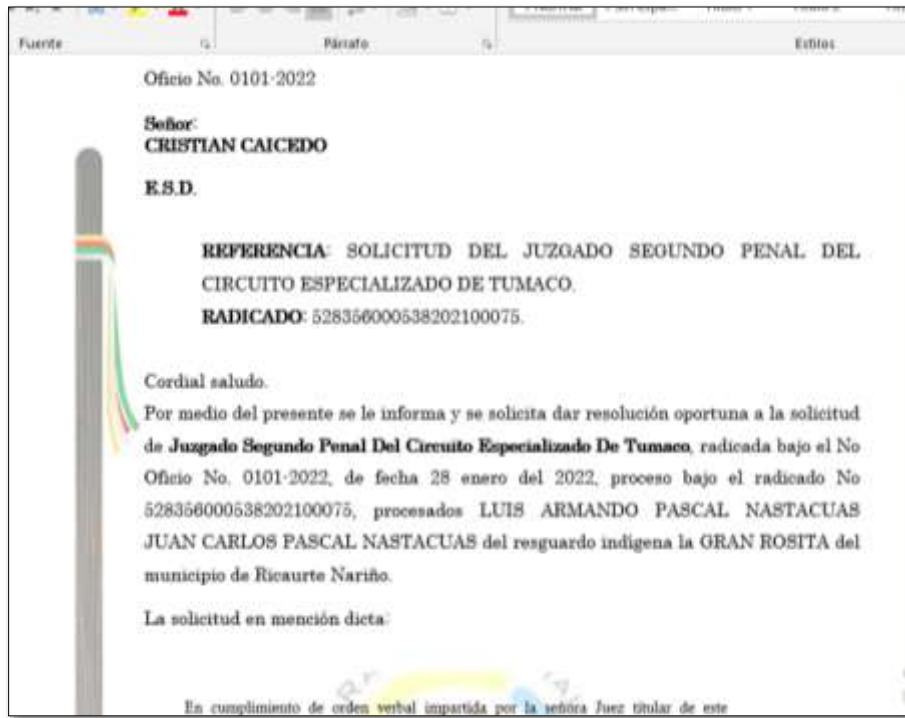 Fuente
Párrafo
Estilos
Oficio No. 0101-2022
Señor:
CRISTIAN CAICEDO
E.S.D.
REFERENCIA: SOLICITUD DEL JUZGADO SEGUNDO PENAL DEL
CIRCUITO ESPECIALIZADO DE TUMACO.
RADICADO: 528356000538202100075.
Cordial saludo.
Por medio del presente se le informa y se solicita dar resolución oportuna a la solicitud
de Juzgado Segundo Penal Del Circuito Especializado De Tumaco, radicada bajo el No
Oficio No. 0101-2022, de fecha 28 enero del 2022, proceso bajo el radicado No
528356000538202100075, procesados LUIS ARMANDO PASCAL NASTACUAS
JUAN CARLOS PASCAL NASTACUAS del resguardo indígena la GRAN ROSITA del
municipio de Ricaurte Nariño.
La solicitud en mención dicta:
En cumplimiento de orden verbal impartida por la señora Juez titular de este